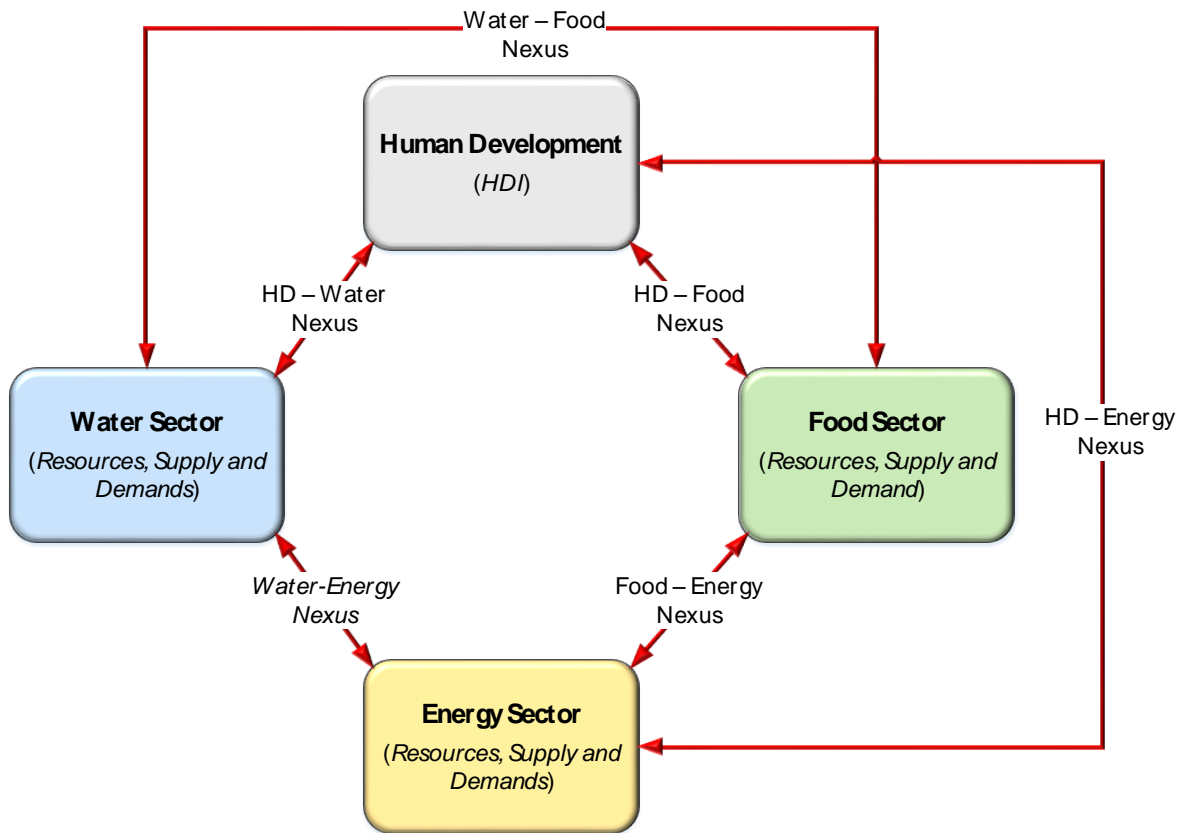 Water – Food
Nexus
Human Development
(HDI)
HD – Water
Nexus
HD – Food
Nexus
Water Sector
(Resources, Supply and
Demands)
Food Sector
(Resources, Supply and
Demand)
HD – Energy
Nexus
Water-Energy
Nexus
Food – Energy
Nexus
Energy Sector
(Resources, Supply and
Demands)